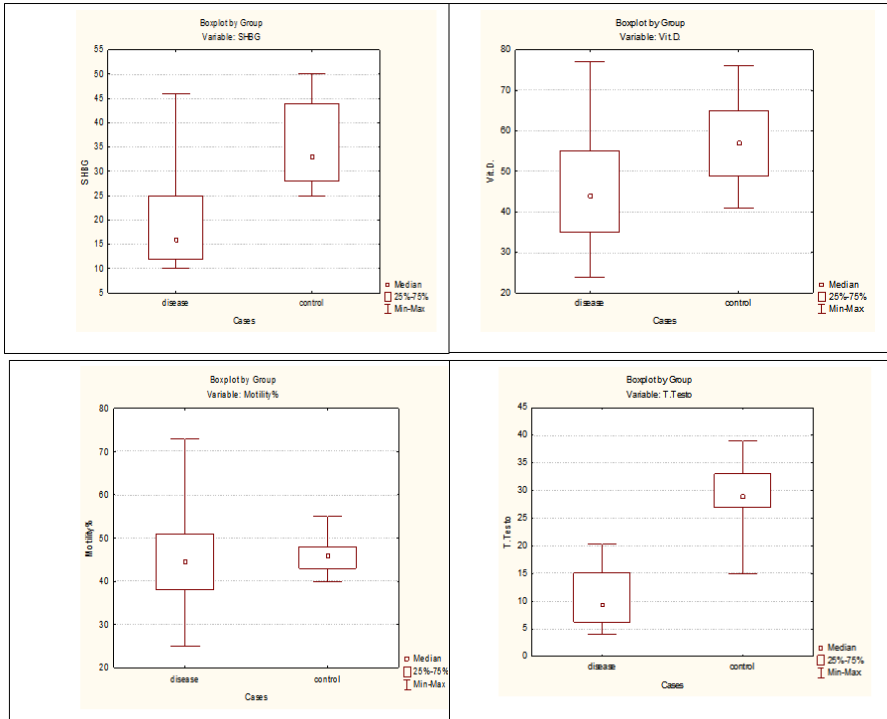 Boxplot by Group
Variable: SHBG
55
50
45
40
35
30
25
20
15
10
5
SHBG
disease
control
Cases
Median
25%-75%
Min-Max
Boxplot by Group
Variable: Vit.D.
80
70
60
50
40
30
20
Vit.D.
disease
control
Cases
Median
25%-75%
Min-Max
Boxplot by Group
Variable: Motility%
80
70
60
50
40
30
20
Motility%
disease
control
Cases
Median
25%-75%
Min-Max
Boxplot by Group
Variable: T.Testo
45
40
35
30
25
20
15
10
5
0
T.Testo
disease
control
Cases
Median
25%-75%
Min-Max